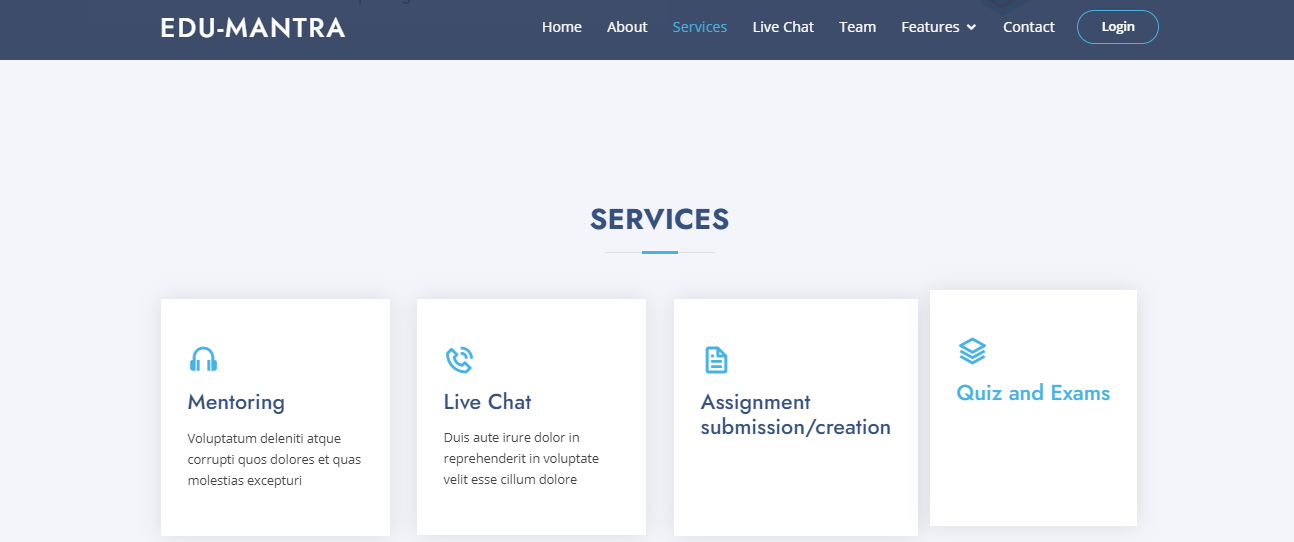 EDU-MANTRA
Home About Services Live Chat Team Features Contact Login
SERVICES
Mentoring
Voluptatum deleniti atque
corrupti quos dolores et quas
molestias excepturi
Live Chat
Duis aute irure dolor in
reprehenderit in voluptate
velit esse cillum dolore
Assignment
submission/creation
Quiz and Exams